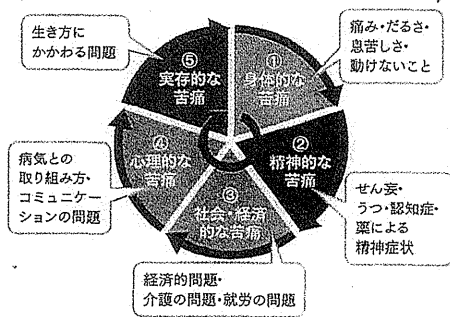 ①
身体的な
苦痛
痛み・だるさ・
息苦しさ・
動けないこと
②
精神的な
苦痛
せん妄・
うつ・認知症・
薬による
精神症状
③
社会・経済
的な苦痛
経済的問題・
介護の問題・就労の問題
④
心理的な
苦痛
病気との
取り組み方・
コミュニケー
ションの問題
⑤
実存的な
苦痛
生き方に
かかわる問題